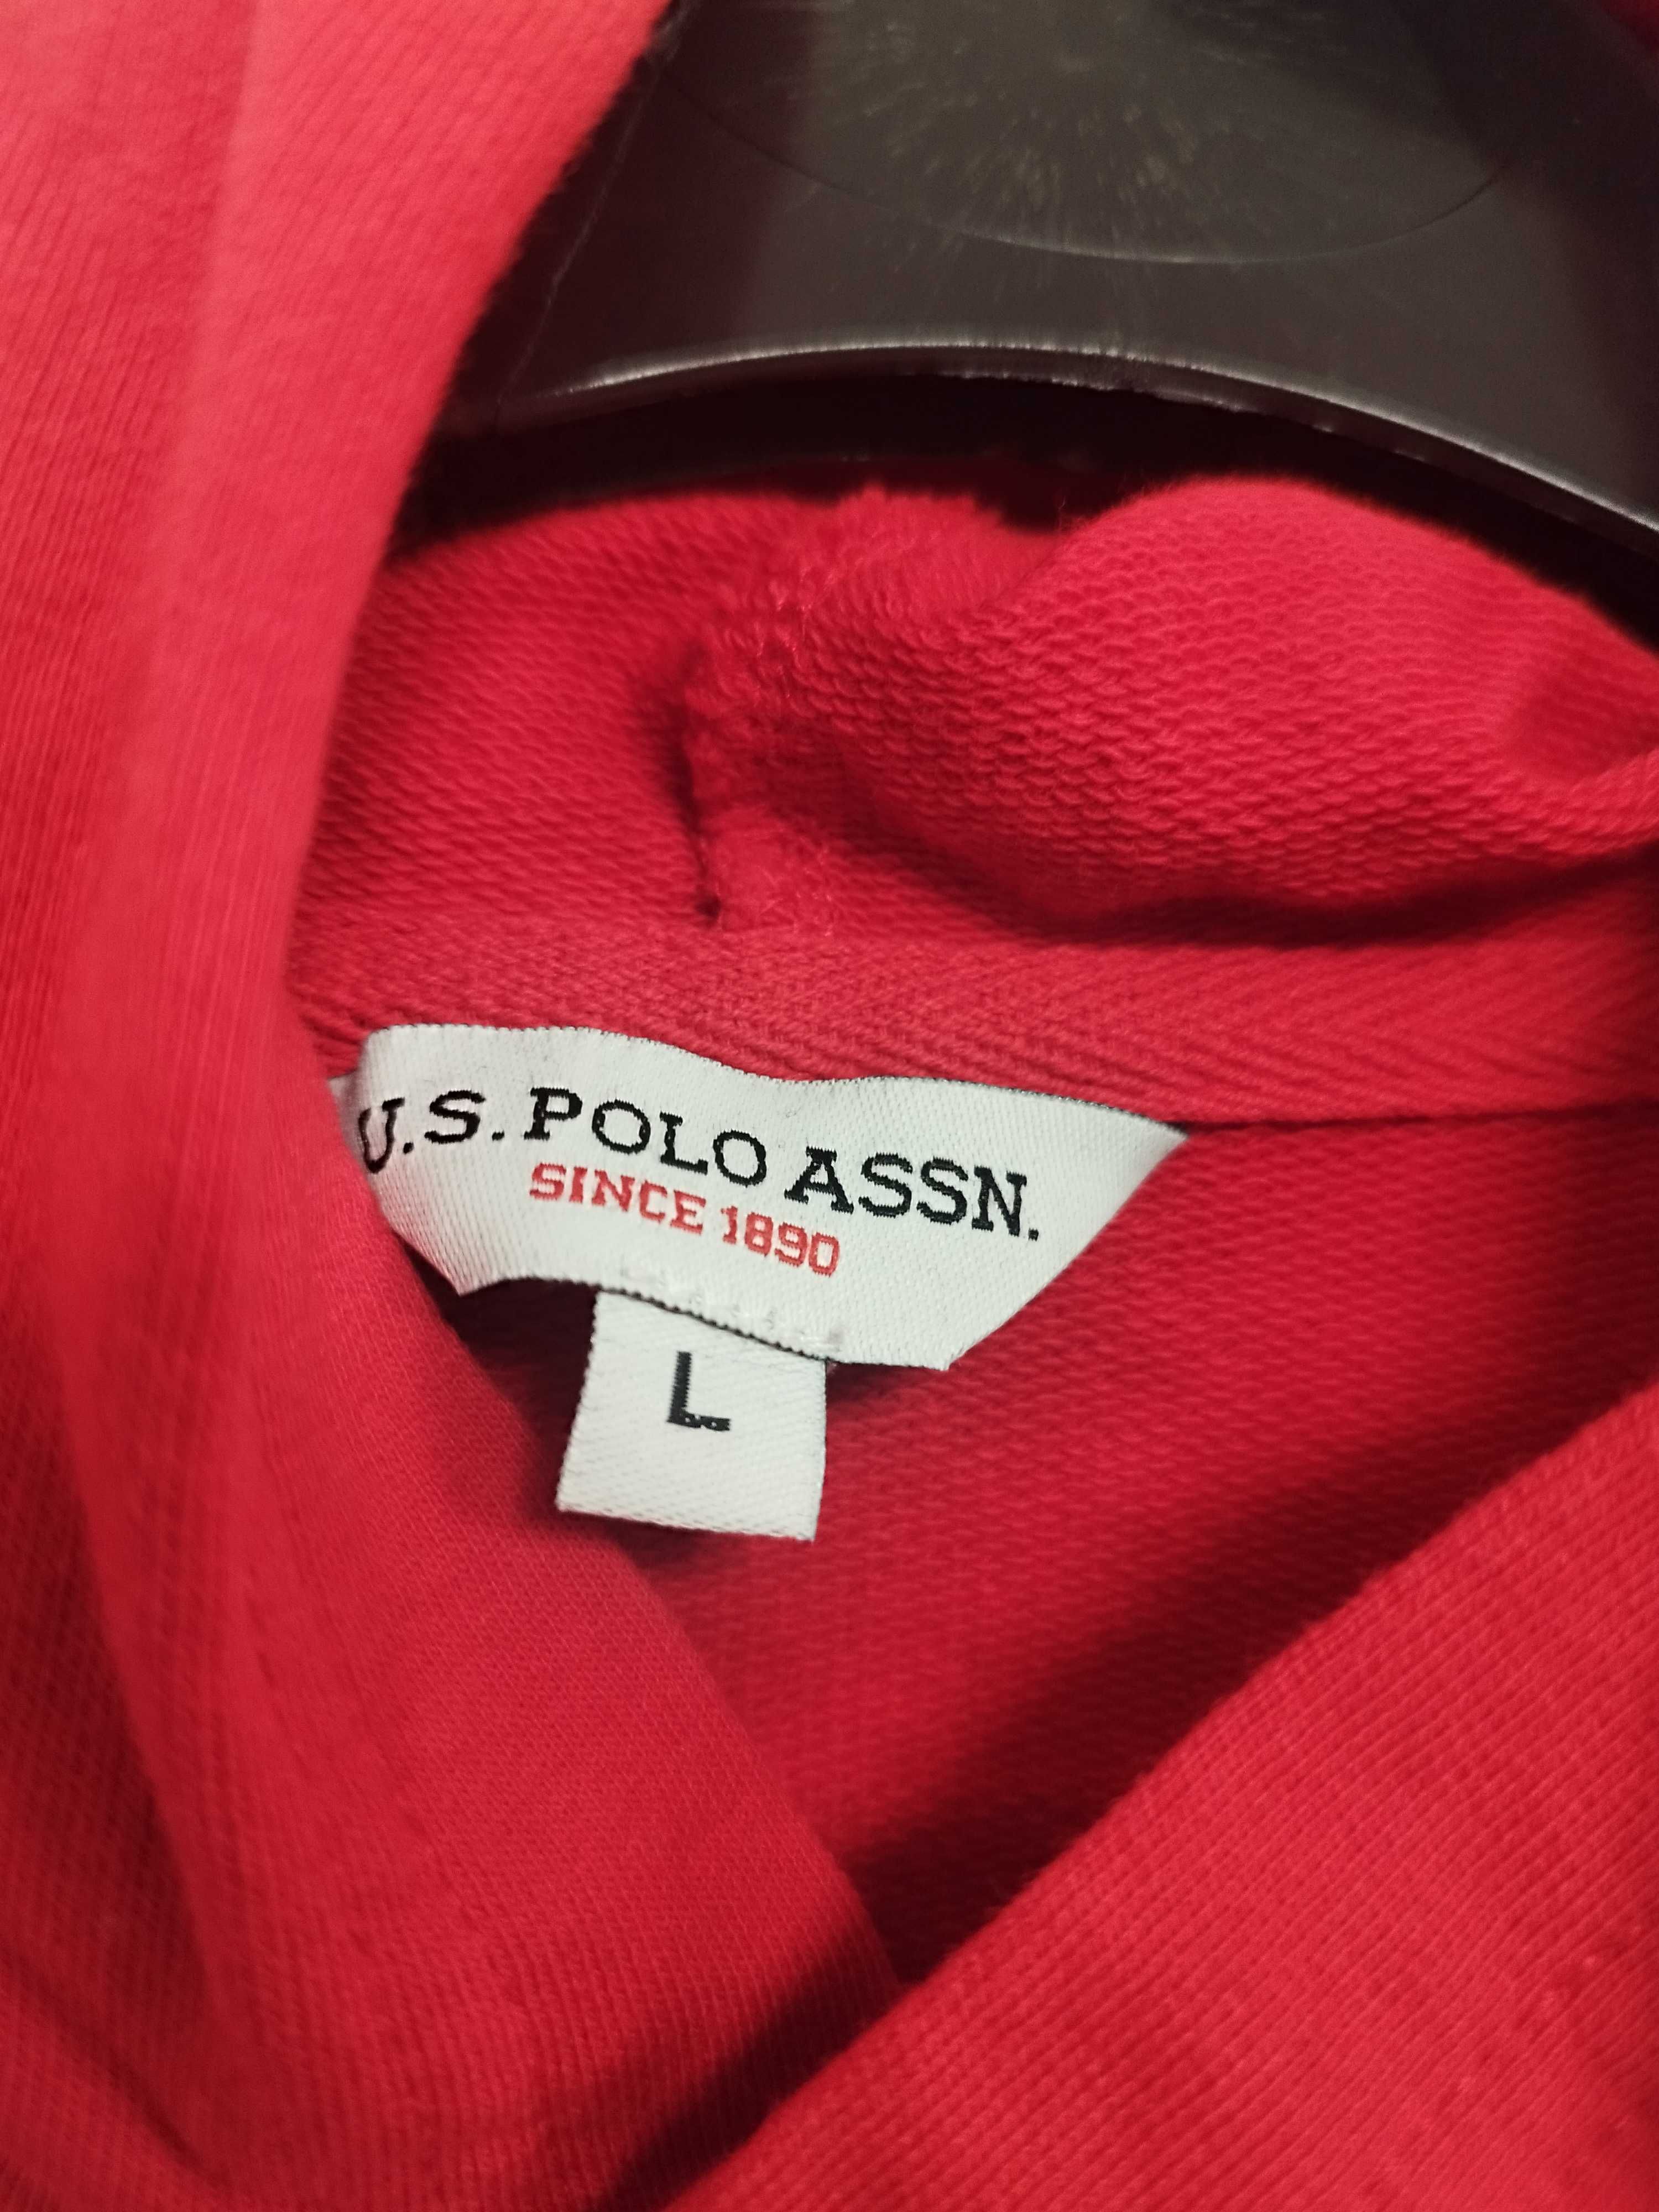 U.S. POLO ASSN.
SINCE 1890
L